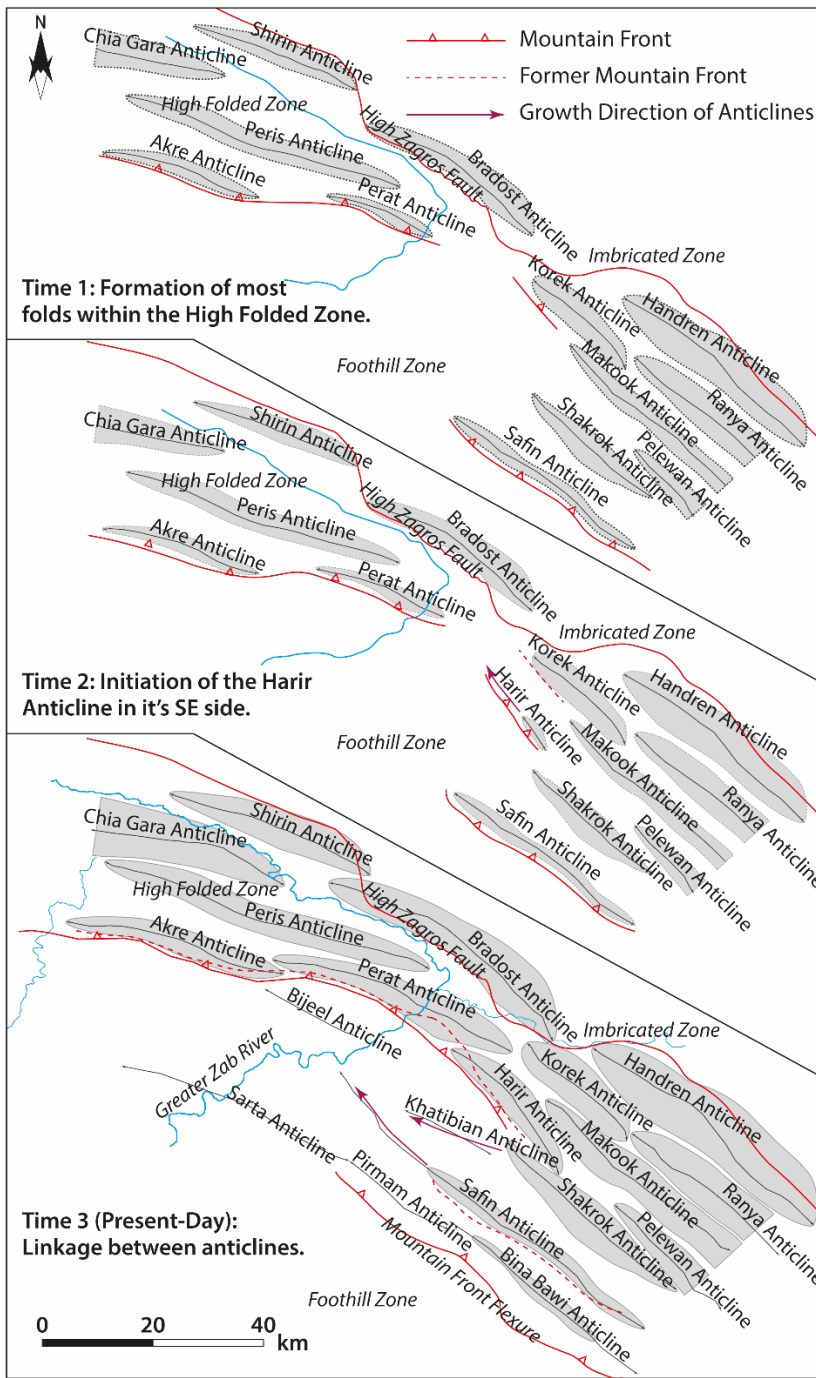 N
Mountain Front
Former Mountain Front
Growth Direction of Anticlines
Chia Gara Anticline
Shirin Anticline
High Folded Zone
Peris Anticline
Akre Anticline
Perat Anticline
High Zagros Fault
Bradost Anticline
Imbricated Zone
Korek Anticline
Handren Anticline
Makook Anticline
Ranya Anticline
Shakrok Anticline
Pelewan Anticline
Safin Anticline
Foothill Zone
Time 1: Formation of most
folds within the High Folded Zone.
Chia Gara Anticline
Shirin Anticline
High Folded Zone
Peris Anticline
Akre Anticline
Perat Anticline
High Zagros Fault
Bradost Anticline
Imbricated Zone
Korek Anticline
Handren Anticline
Harir Anticline
Makook Anticline
Ranya Anticline
Shakrok Anticline
Pelewan Anticline
Safin Anticline
Foothill Zone
Time 2: Initiation of the Harir
Anticline in it's SE side.
Chia Gara Anticline
Shirin Anticline
High Folded Zone
Peris Anticline
Akre Anticline
Perat Anticline
High Zagros Fault
Bradost Anticline
Imbricated Zone
Bijeel Anticline
Greater Zab River
Sarta Anticline
Khatibian Anticline
Harir Anticline
Korek Anticline
Handren Anticline
Makook Anticline
Ranya Anticline
Shakrok Anticline
Pelewan Anticline
Pirmam Anticline
Safin Anticline
Bina Bawi Anticline
Mountain Front Flexure
Foothill Zone
Time 3 (Present-Day):
Linkage between anticlines.
0 20 40
km